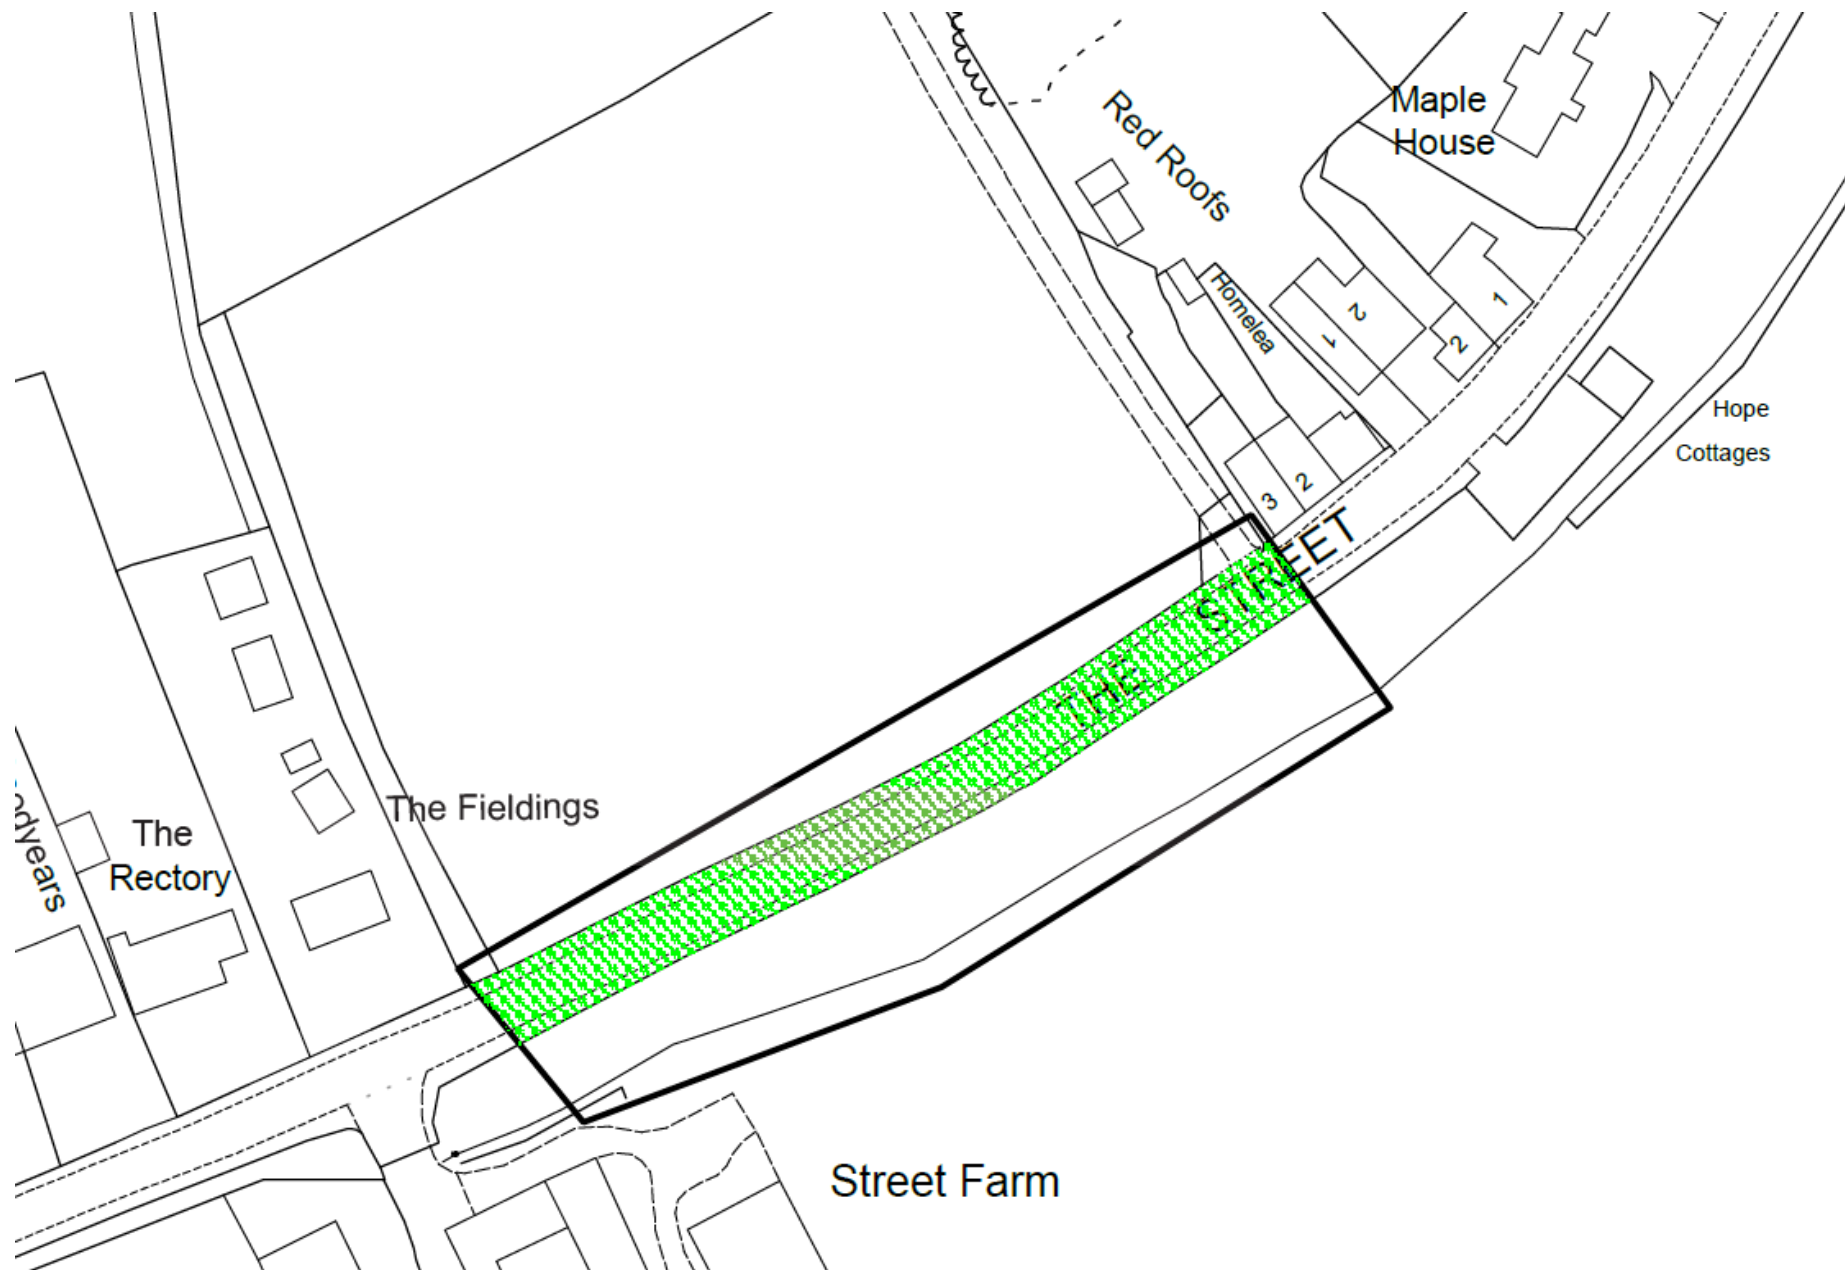 Maple
House
Red Roofs
Homelea
2
1
1
2
Hope
Cottages
3
2
THE STREET
The Fieldings
The
Rectory
Street Farm